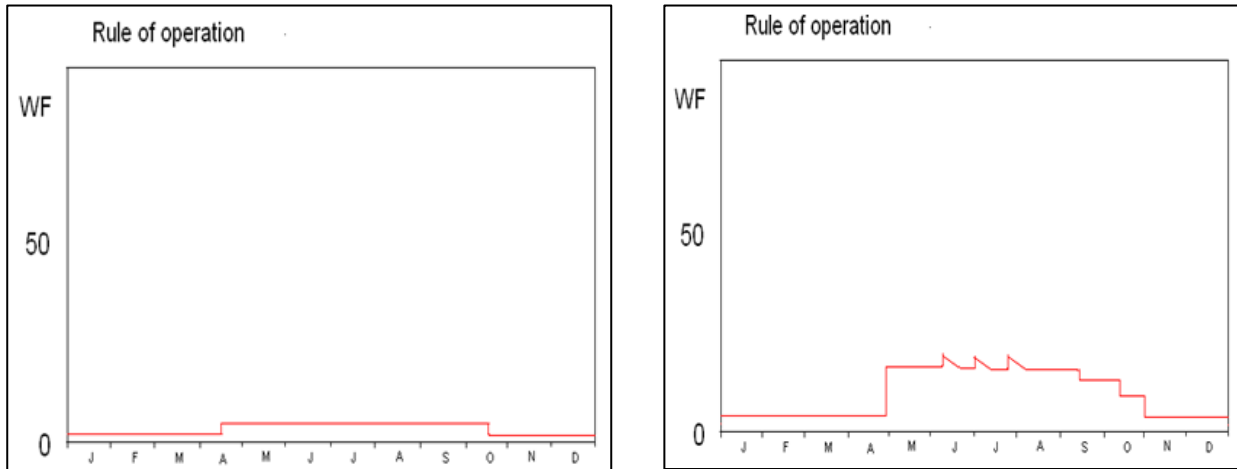 Rule of operation
WF
50
0
J F M A M J J A S O N D
Rule of operation
WF
50
0
J F M A M J J A S O N D